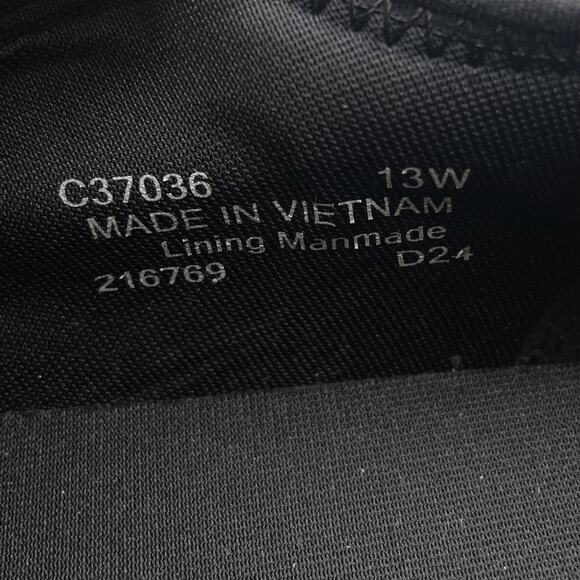 C37036 13W
MADE IN VIETNAM
Lining Manmade
216769 D24